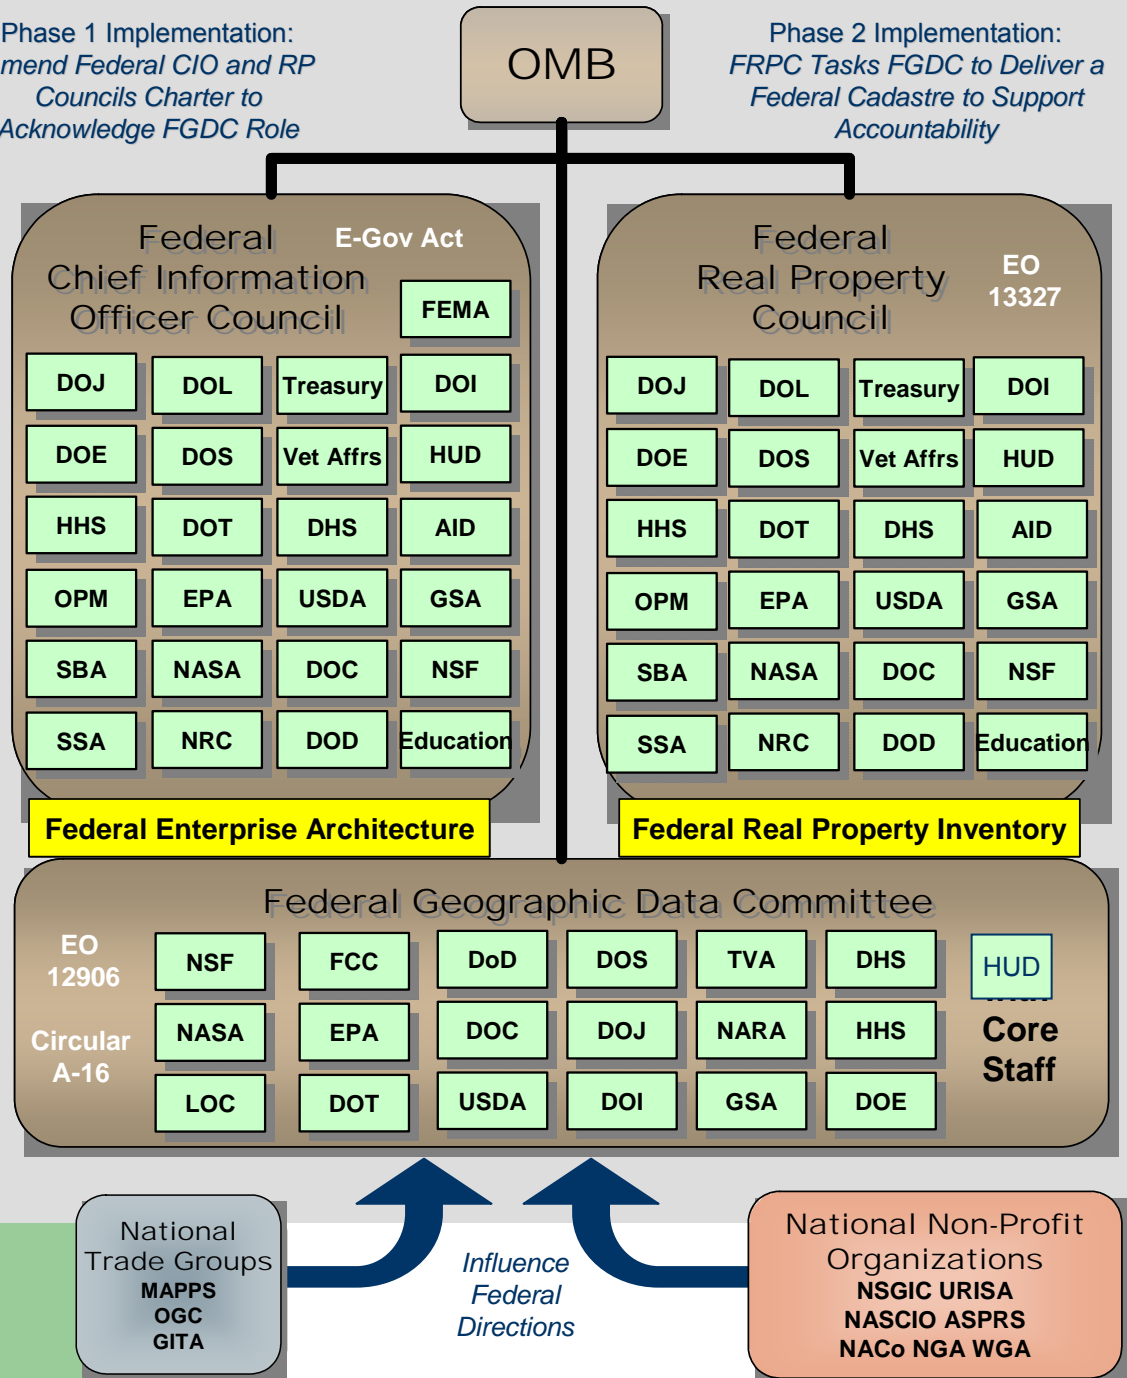 Phase 1 Implementation:
mend Federal CIO and RP
Councils Charter to
Acknowledge FGDC Role
OMB
Phase 2 Implementation:
FRPC Tasks FGDC to Deliver a
Federal Cadastre to Support
Accountability
Federal
Chief Information
Officer Council
E-Gov Act
FEMA
DOJ DOL Treasury DOI
DOE DOS Vet Affrs HUD
HHS DOT DHS AID
OPM EPA USDA GSA
SBA NASA DOC NSF
SSA NRC DOD Education
Federal Enterprise Architecture
Federal
Real Property
Council
EO
13327
DOJ DOL Treasury DOI
DOE DOS Vet Affrs HUD
HHS DOT DHS AID
OPM EPA USDA GSA
SBA NASA DOC NSF
SSA NRC DOD Education
Federal Real Property Inventory
Federal Geographic Data Committee
EO
12906
Circular
A-16
NSF FCC DoD DOS TVA DHS
NASA EPA DOC DOJ NARA HHS
LOC DOT USDA DOI GSA DOE
HUD
Core
Staff
National
Trade Groups
MAPPS
OGC
GITA
Influence
Federal
Directions
National Non-Profit
Organizations
NSGIC URISA
NASCIO ASPRS
NACo NGA WGA